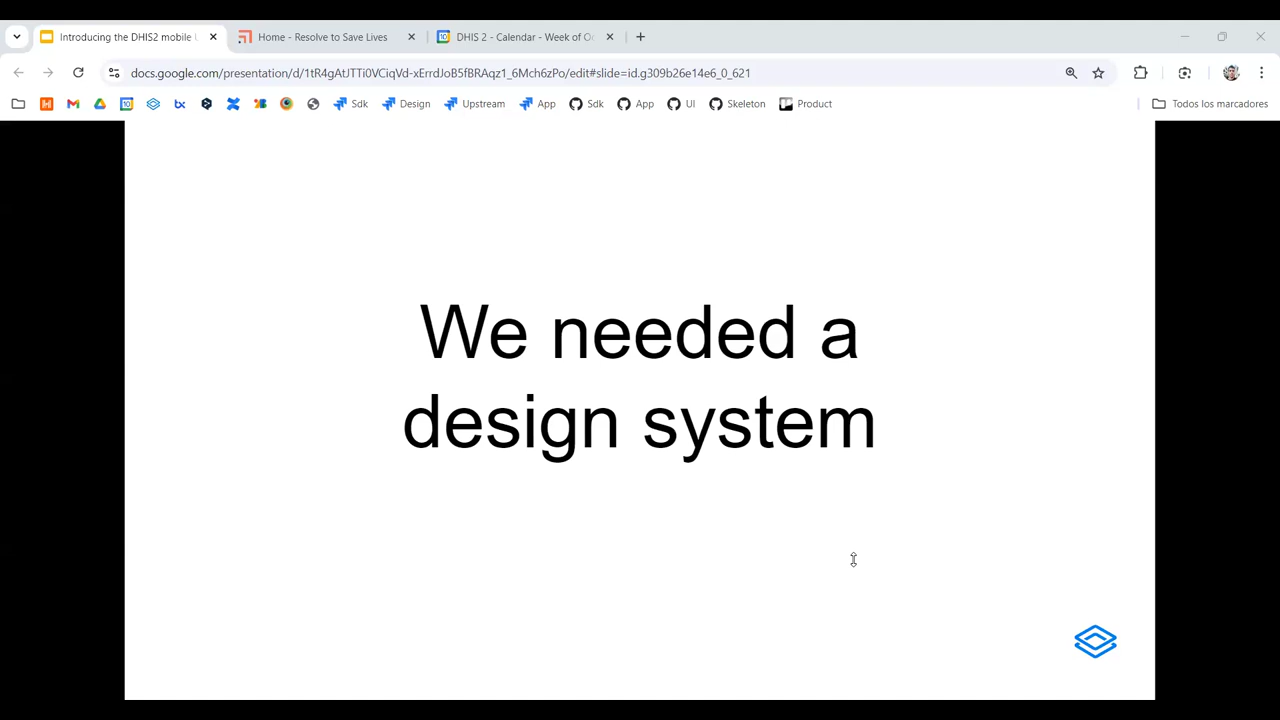 Introducing the DHIS2 mobile U
Home - Resolve to Save Lives
DHIS 2 - Calendar - Week of Oc
docs.google.com/presentation/d/1tR4gAtJTTi0VCiqVd-xErrdJoB5fBRAqz1_6Mch6zPo/edit#slide=id.g309b26e14e6_0_621
Sdk Design Upstream App Sdk App UI Skeleton Product Todos los marcadores
We needed a
design system